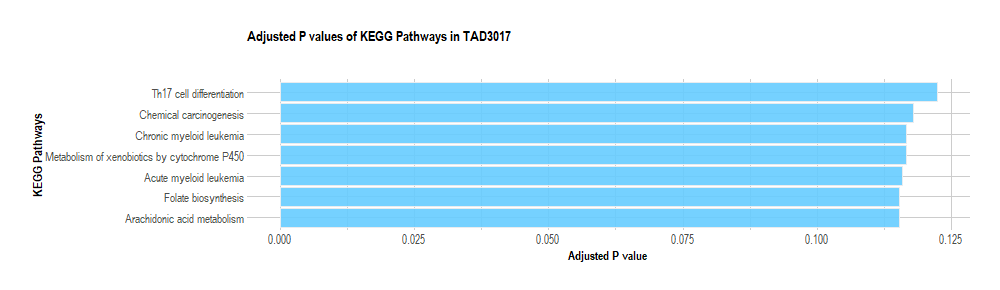 Adjusted P values of KEGG Pathways in TAD3017
KEGG Pathways
Th17 cell differentiation
Chemical carcinogenesis
Chronic myeloid leukemia
Metabolism of xenobiotics by cytochrome P450
Acute myeloid leukemia
Folate biosynthesis
Arachidonic acid metabolism
0.000 0.025 0.050 0.075 0.100 0.125
Adjusted P value